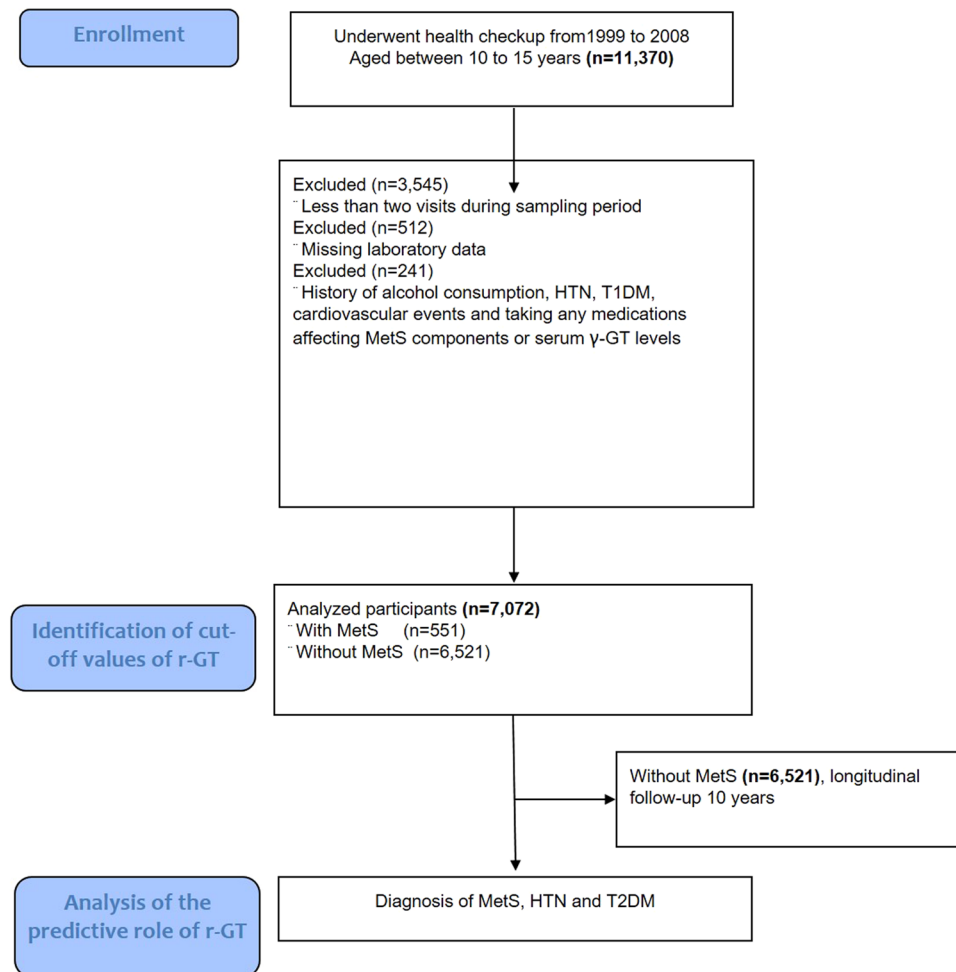 Enrollment
Underwent health checkup from1999 to 2008
Aged between 10 to 15 years (n=11,370)
Excluded (n=3,545)
¨Less than two visits during sampling period
Excluded (n=512)
¨Missing laboratory data
Excluded (n=241)
¨History of alcohol consumption, HTN, T1DM,
cardiovascular events and taking any medications
affecting MetS components or serum γ-GT levels
Identification of cut-
off values of r-GT
Analyzed participants (n=7,072)
¨With MetS (n=551)
¨Without MetS (n=6,521)
Without MetS (n=6,521), longitudinal
follow-up 10 years
Analysis of the
predictive role of r-GT
Diagnosis of MetS, HTN and T2DM